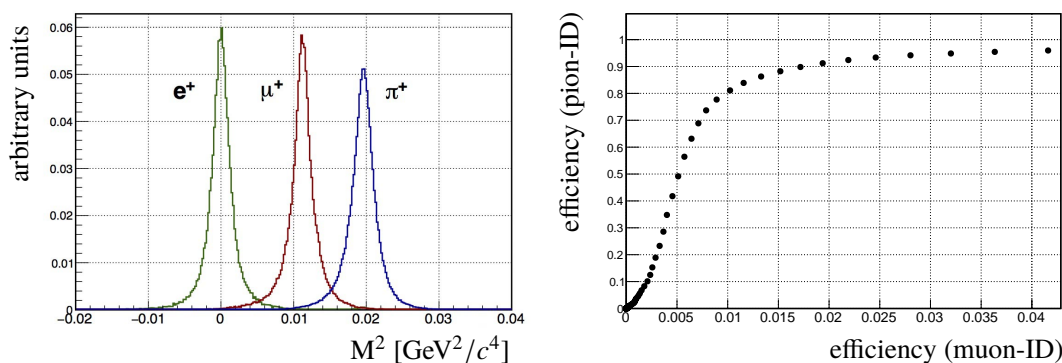 arbitrary units
0.06
0.05
0.04
0.03
0.02
0.01
0
e+
μ+
π+
-0.02 -0.01 0 0.01 0.02 0.03 0.04
M² [GeV²/c⁴]
efficiency (pion-ID)
1
0.9
0.8
0.7
0.6
0.5
0.4
0.3
0.2
0.1
0
0 0.005 0.01 0.015 0.02 0.025 0.03 0.035 0.04
efficiency (muon-ID)